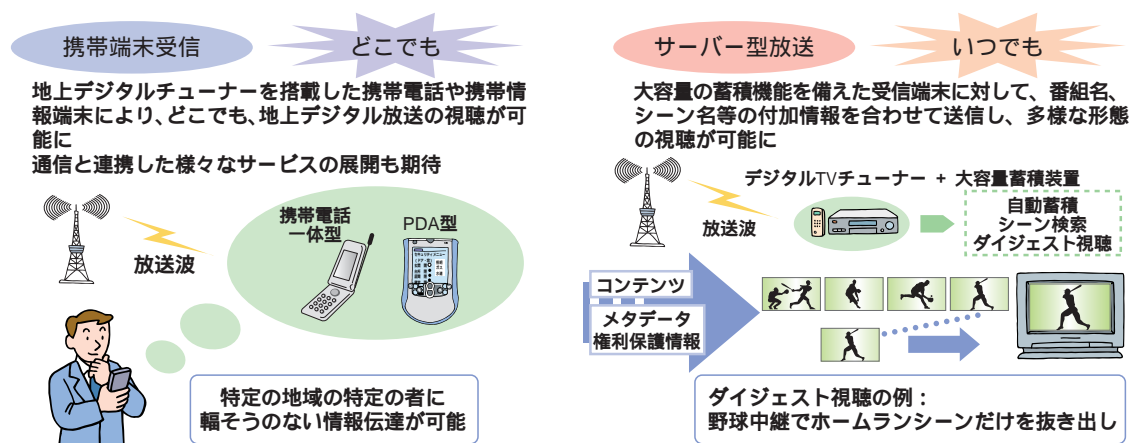 携帯端末受信
どこでも
地上デジタルチューナーを搭載した携帯電話や携帯情
報端末により、どこでも、地上デジタル放送の視聴が可
能に
通信と連携した様々なサービスの展開も期待
放送波
携帯電話
一体型
PDA型
特定の地域の特定の者に
輻そうのない情報伝達が可能
サーバー型放送
いつでも
大容量の蓄積機能を備えた受信端末に対して、番組名、
シーン名等の付加情報を合わせて送信し、多様な形態
の視聴が可能に
デジタルTVチューナー + 大容量蓄積装置
放送波
自動蓄積
シーン検索
ダイジェスト視聴
コンテンツ
メタデータ
権利保護情報
ダイジェスト視聴の例：
野球中継でホームランシーンだけを抜き出し